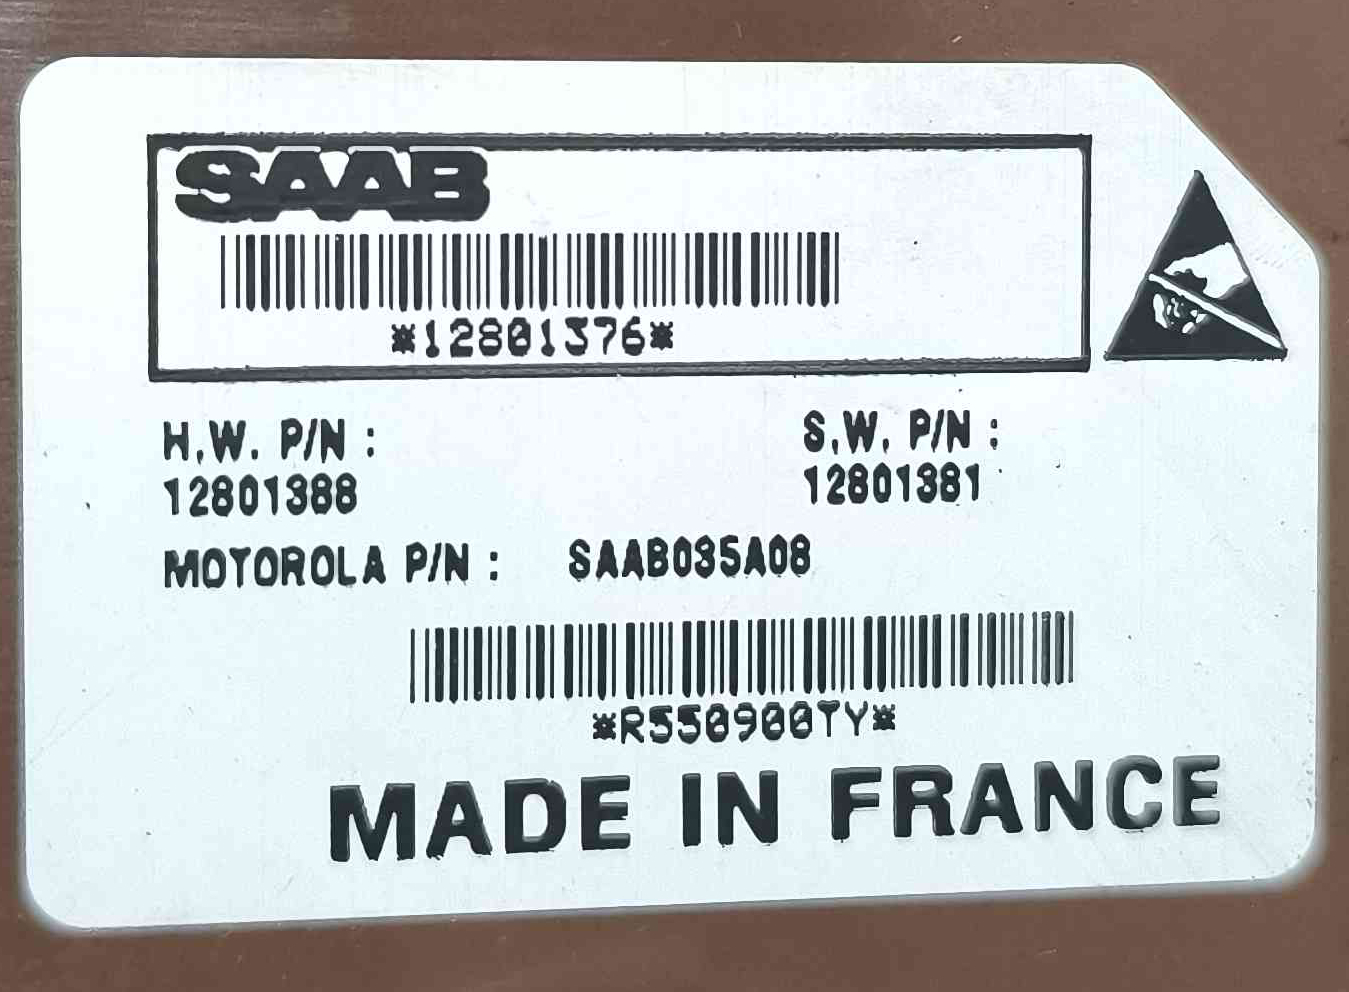 SAAB
*12801376*
H.W. P/N :
12801388
S.W. P/N :
12801381
MOTOROLA P/N : SAAB035A08
*R550900TY*
MADE IN FRANCE